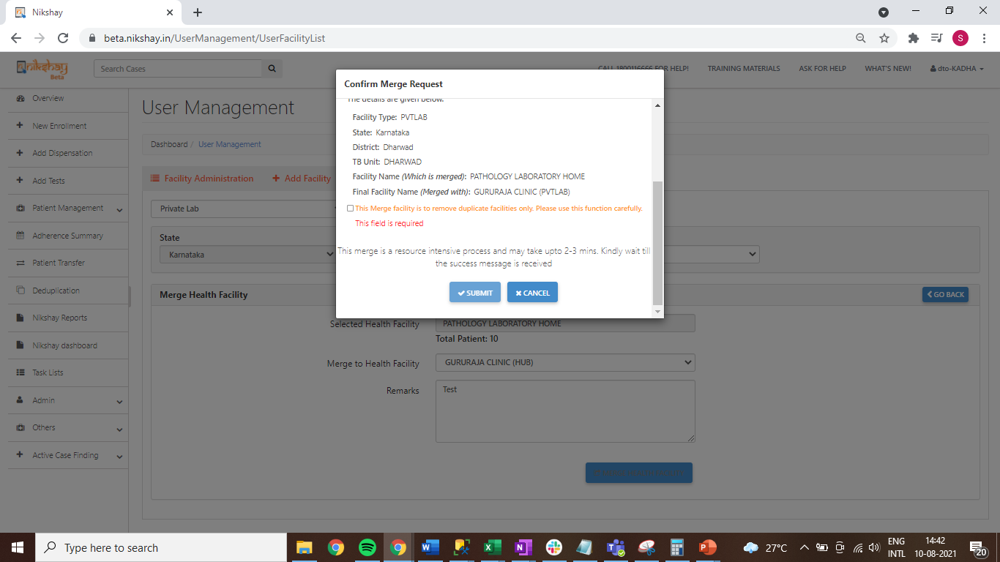 Nikshay
beta.nikshay.in/UserManagement/UserFacilityList
S
nikshay
Beta
Search Cases
CALL 1800116666 FOR HELP!
TRAINING MATERIALS
ASK FOR HELP
WHAT'S NEW!
dto-KADHA
Overview
New Enrollment
Add Dispensation
Add Tests
Patient Management
Adherence Summary
Patient Transfer
Deduplication
Nikshay Reports
Nikshay dashboard
Task Lists
Admin
Others
Active Case Finding
User Management
Dashboard / User Management
Facility Administration
Add Facility
Private Lab
State
Karnataka
Merge Health Facility
GO BACK
Selected Health Facility
PATHOLOGY LABORATORY HOME
Total Patient: 10
Merge to Health Facility
GURURAJA CLINIC (HUB)
Remarks
Test
Confirm Merge Request
The details are given below.
Facility Type: PVTLAB
State: Karnataka
District: Dharwad
TB Unit: DHARWAD
Facility Name (Which is merged): PATHOLOGY LABORATORY HOME
Final Facility Name (Merged with): GURURAJA CLINIC (PVTLAB)
This Merge facility is to remove duplicate facilities only. Please use this function carefully.
This field is required
This merge is a resource intensive process and may take upto 2-3 mins. Kindly wait till
the success message is received
SUBMIT
CANCEL
Type here to search
27°C
ENG
INTL
14:42
10-08-2021
20